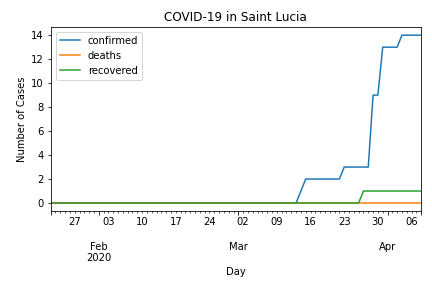 COVID-19 in Saint Lucia
confirmed
deaths
recovered
Number of Cases
14
12
10
8
6
4
2
0
27 03 10 17 24 02 09 16 23 30 06
Feb Mar Apr
2020
Day